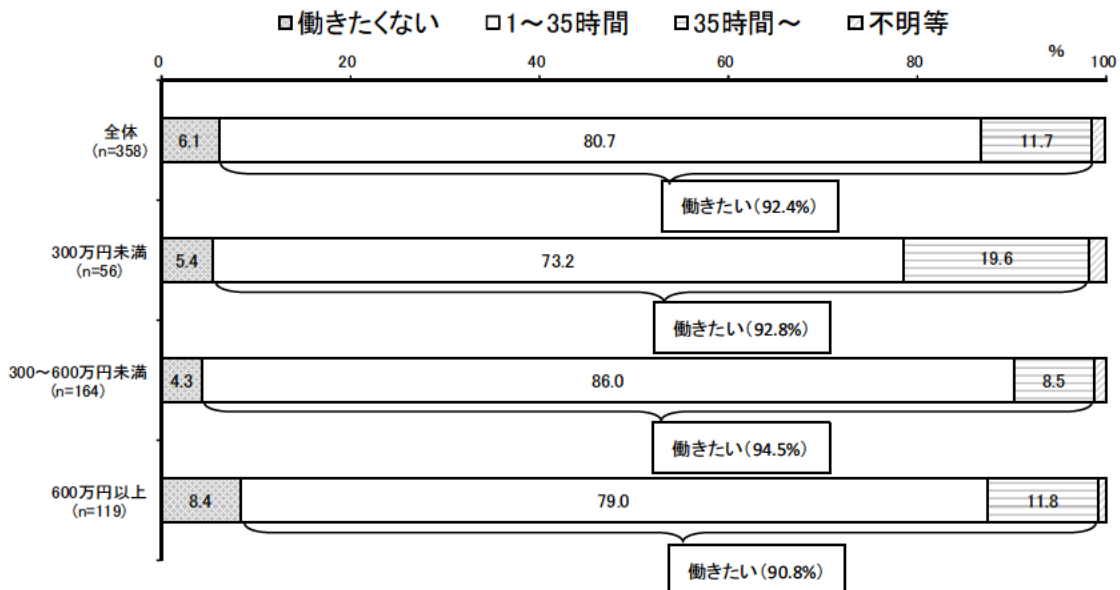 働きたくない 1～35時間 35時間～ 不明等
0 20 40 60 80 % 100
全体
(n=358)
6.1 80.7 11.7
働きたい(92.4%)
300万円未満
(n=56)
5.4 73.2 19.6
働きたい(92.8%)
300～600万円未満
(n=164)
4.3 86.0 8.5
働きたい(94.5%)
600万円以上
(n=119)
8.4 79.0 11.8
働きたい(90.8%)